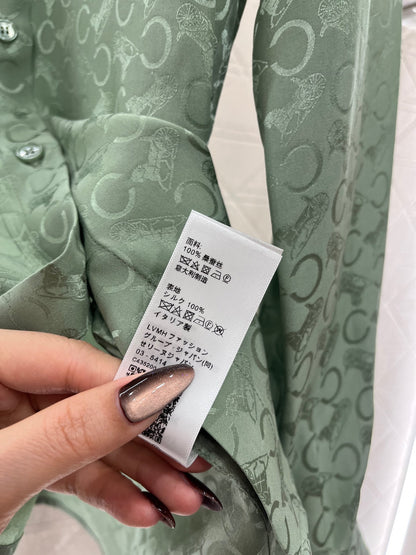 面料:
100% 桑蚕丝
意大利制造
表地
シルク 100%
イタリア製
LVMH ファッション
グループ・ジャパン(同)
セリーヌジャパン
03-5414